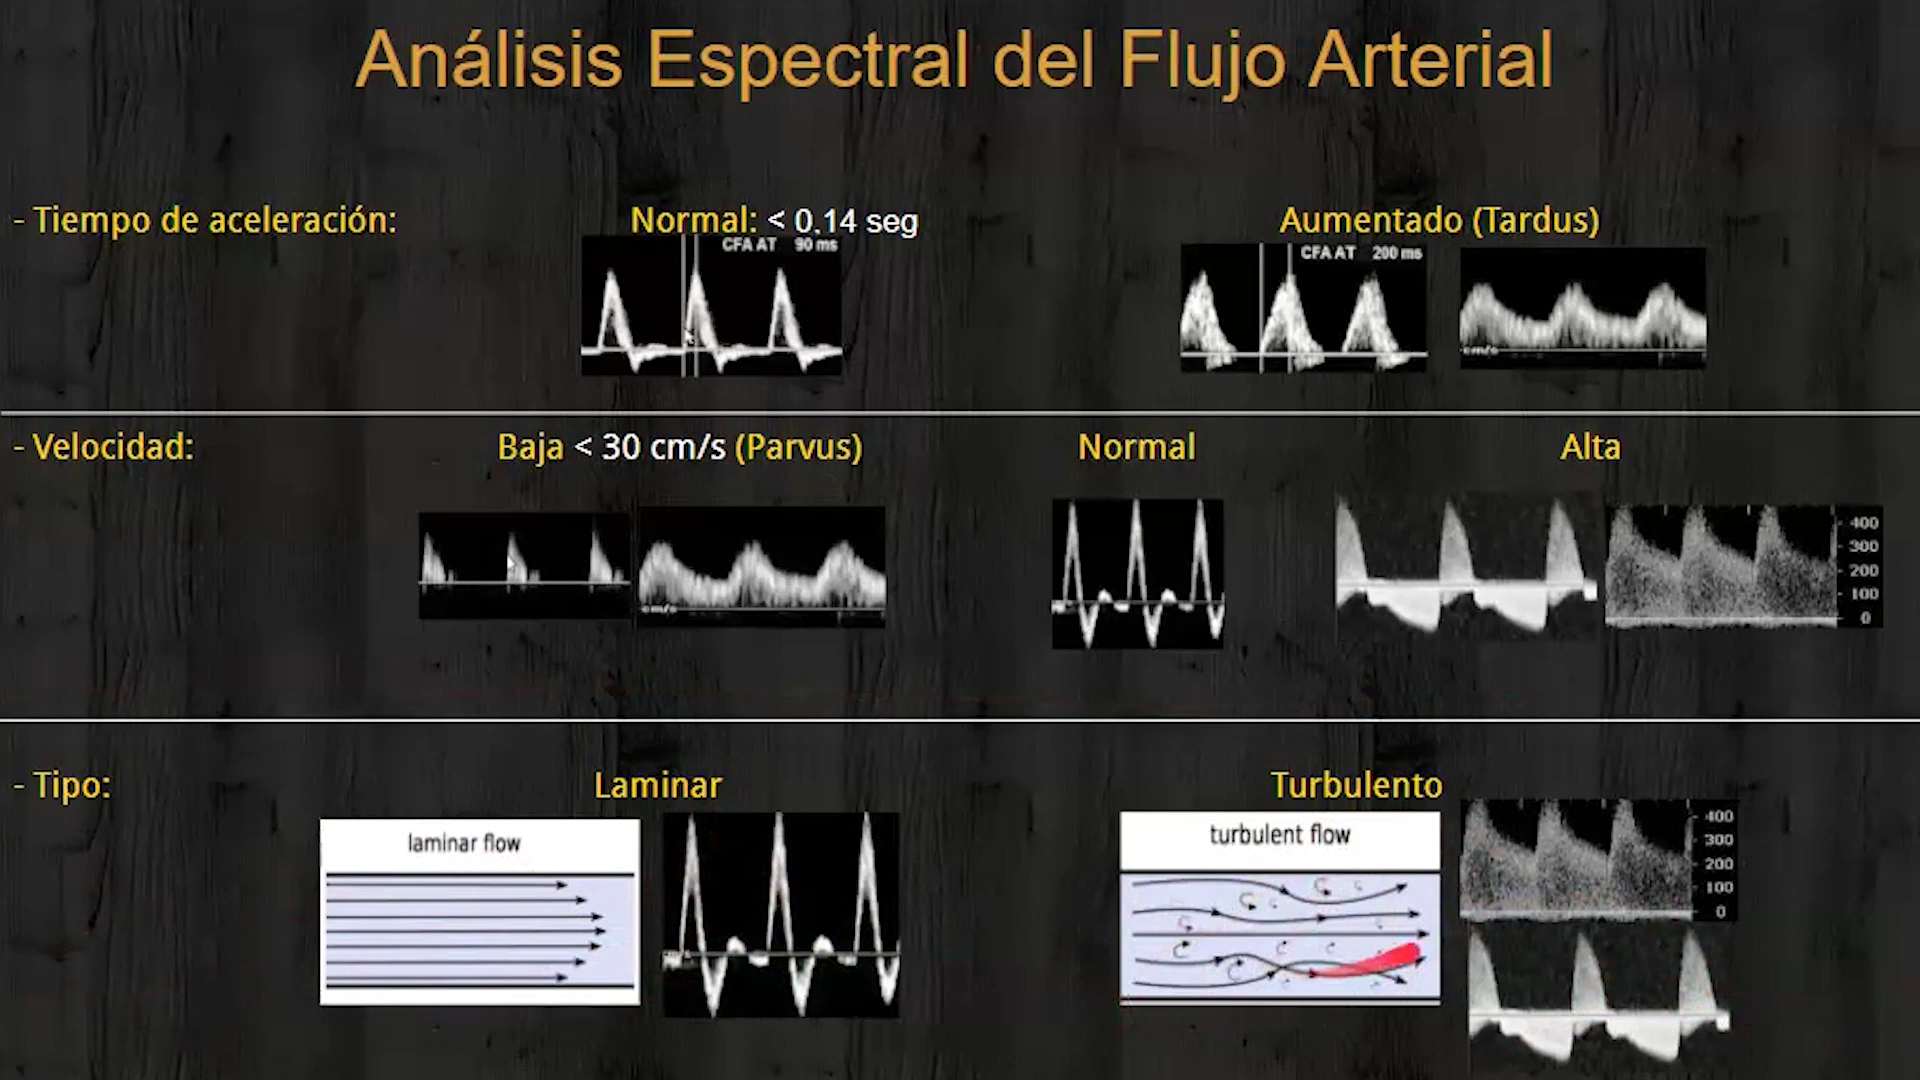 Análisis Espectral del Flujo Arterial
- Tiempo de aceleración:
Normal: < 0.14 seg
Aumentado (Tardus)
CFA AT 90 ms
CFA AT 200 ms
cm/s
- Velocidad:
Baja < 30 cm/s (Parvus)
Normal
Alta
cm/s
400
300
200
100
0
- Tipo:
Laminar
Turbulento
laminar flow
turbulent flow
400
300
200
100
0